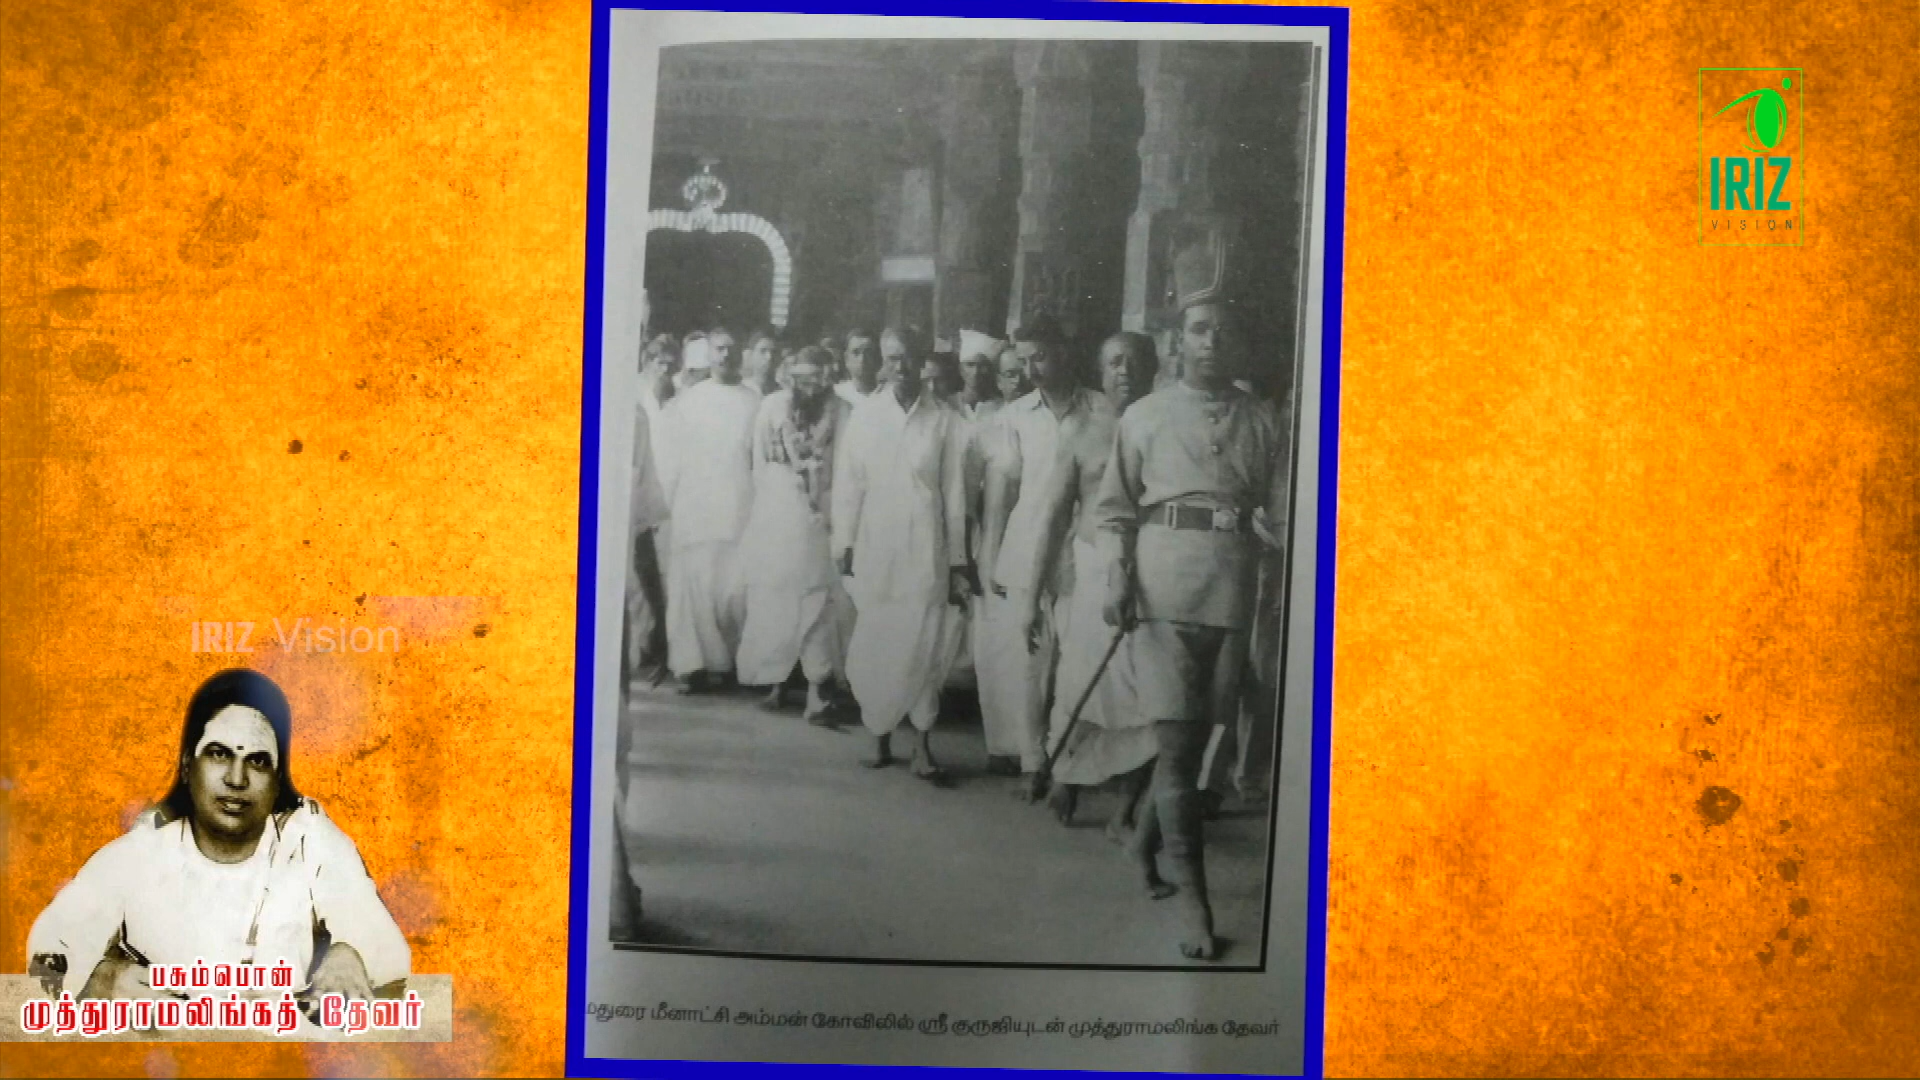 IRIZ
VISION
IRIZ Vision
பசும்பொன்
முத்துராமலிங்கத் தேவர்
மதுரை மீனாட்சி அம்மன் கோவிலில் ஸ்ரீ குருஜியுடன் முத்துராமலிங்க தேவர்